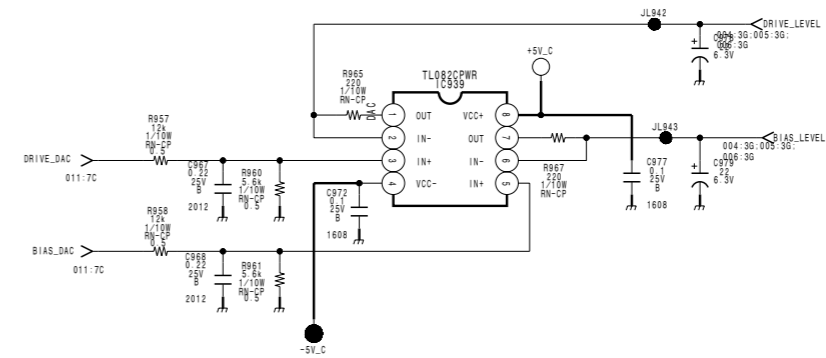 JL942
DRIVE_LEVEL
004:3G;005:3G;
006:3G
6.3V
+5V_C
TL082CPWR
IC939
R965
220
1/10W
RN-CP
DAC
1 OUT VCC+ 8
2 IN- OUT 7
3 IN+ IN- 6
4 VCC- IN+ 5
JL943
BIAS_LEVEL
004:3G;005:3G;
006:3G
R957
12k
1/10W
RN-CP
0.5
DRIVE_DAC
011:7C
C967
0.22
25V
B
2012
R960
5.6k
1/10W
RN-CP
0.5
R967
220
1/10W
RN-CP
C977
0.1
25V
B
1608
C979
22
6.3V
C972
0.1
25V
B
1608
R958
12k
1/10W
RN-CP
0.5
BIAS_DAC
011:7C
C968
0.22
25V
B
2012
R961
5.6k
1/10W
RN-CP
0.5
-5V_C